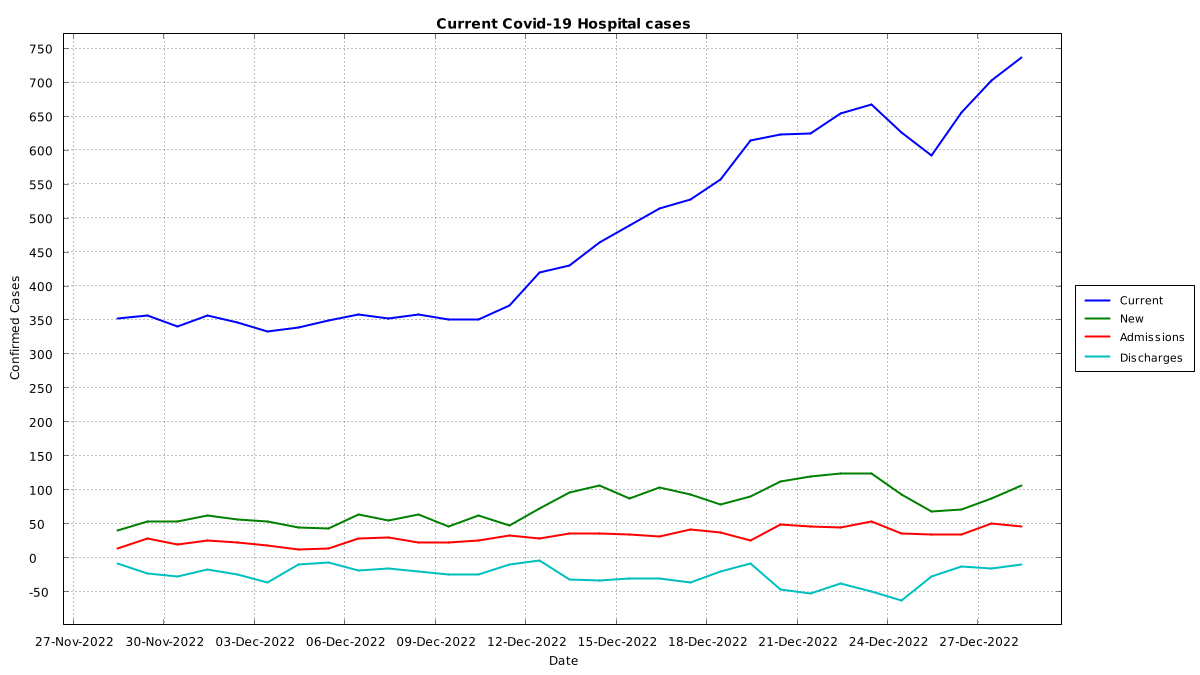 Current Covid-19 Hospital cases
750
700
650
600
550
500
450
400
350
300
250
200
150
100
50
0
-50
Confirmed Cases
27-Nov-2022 30-Nov-2022 03-Dec-2022 06-Dec-2022 09-Dec-2022 12-Dec-2022 15-Dec-2022 18-Dec-2022 21-Dec-2022 24-Dec-2022 27-Dec-2022
Date
Current
New
Admissions
Discharges